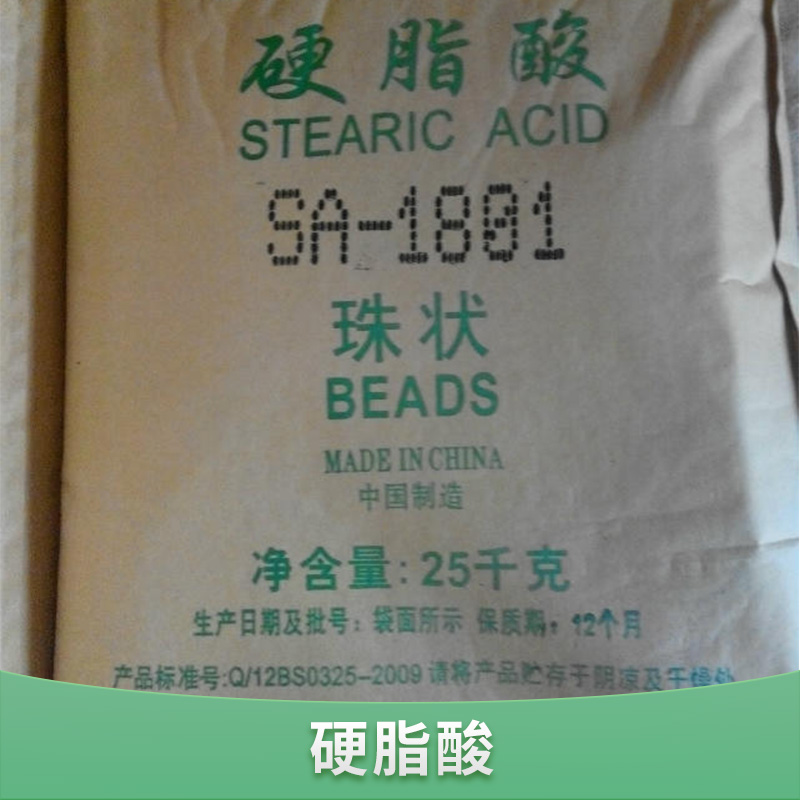 硬脂酸
STEARIC ACID
SA-1801
珠状
BEADS
MADE IN CHINA
中国制造
净含量:25千克
生产日期及批号：袋面所示 保质期：12个月
产品标准号:Q/12BS0325-2009 请将产品贮存于阴凉及干燥处
硬脂酸